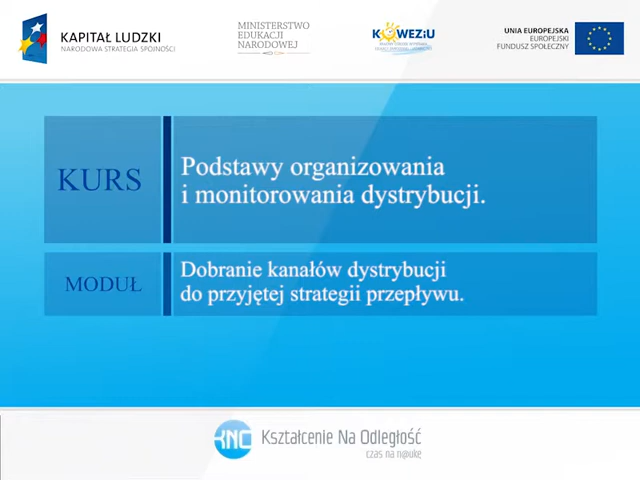 KAPITAŁ LUDZKI
NARODOWA STRATEGIA SPÓJNOŚCI
MINISTERSTWO
EDUKACJI
NARODOWEJ
KOWEZiU
UNIA EUROPEJSKA
EUROPEJSKI
FUNDUSZ SPOŁECZNY
KURS
Podstawy organizowania
i monitorowania dystrybucji.
MODUŁ
Dobranie kanałów dystrybucji
do przyjętej strategii przepływu.
KNO
Kształcenie Na Odległość
czas na n@ukę